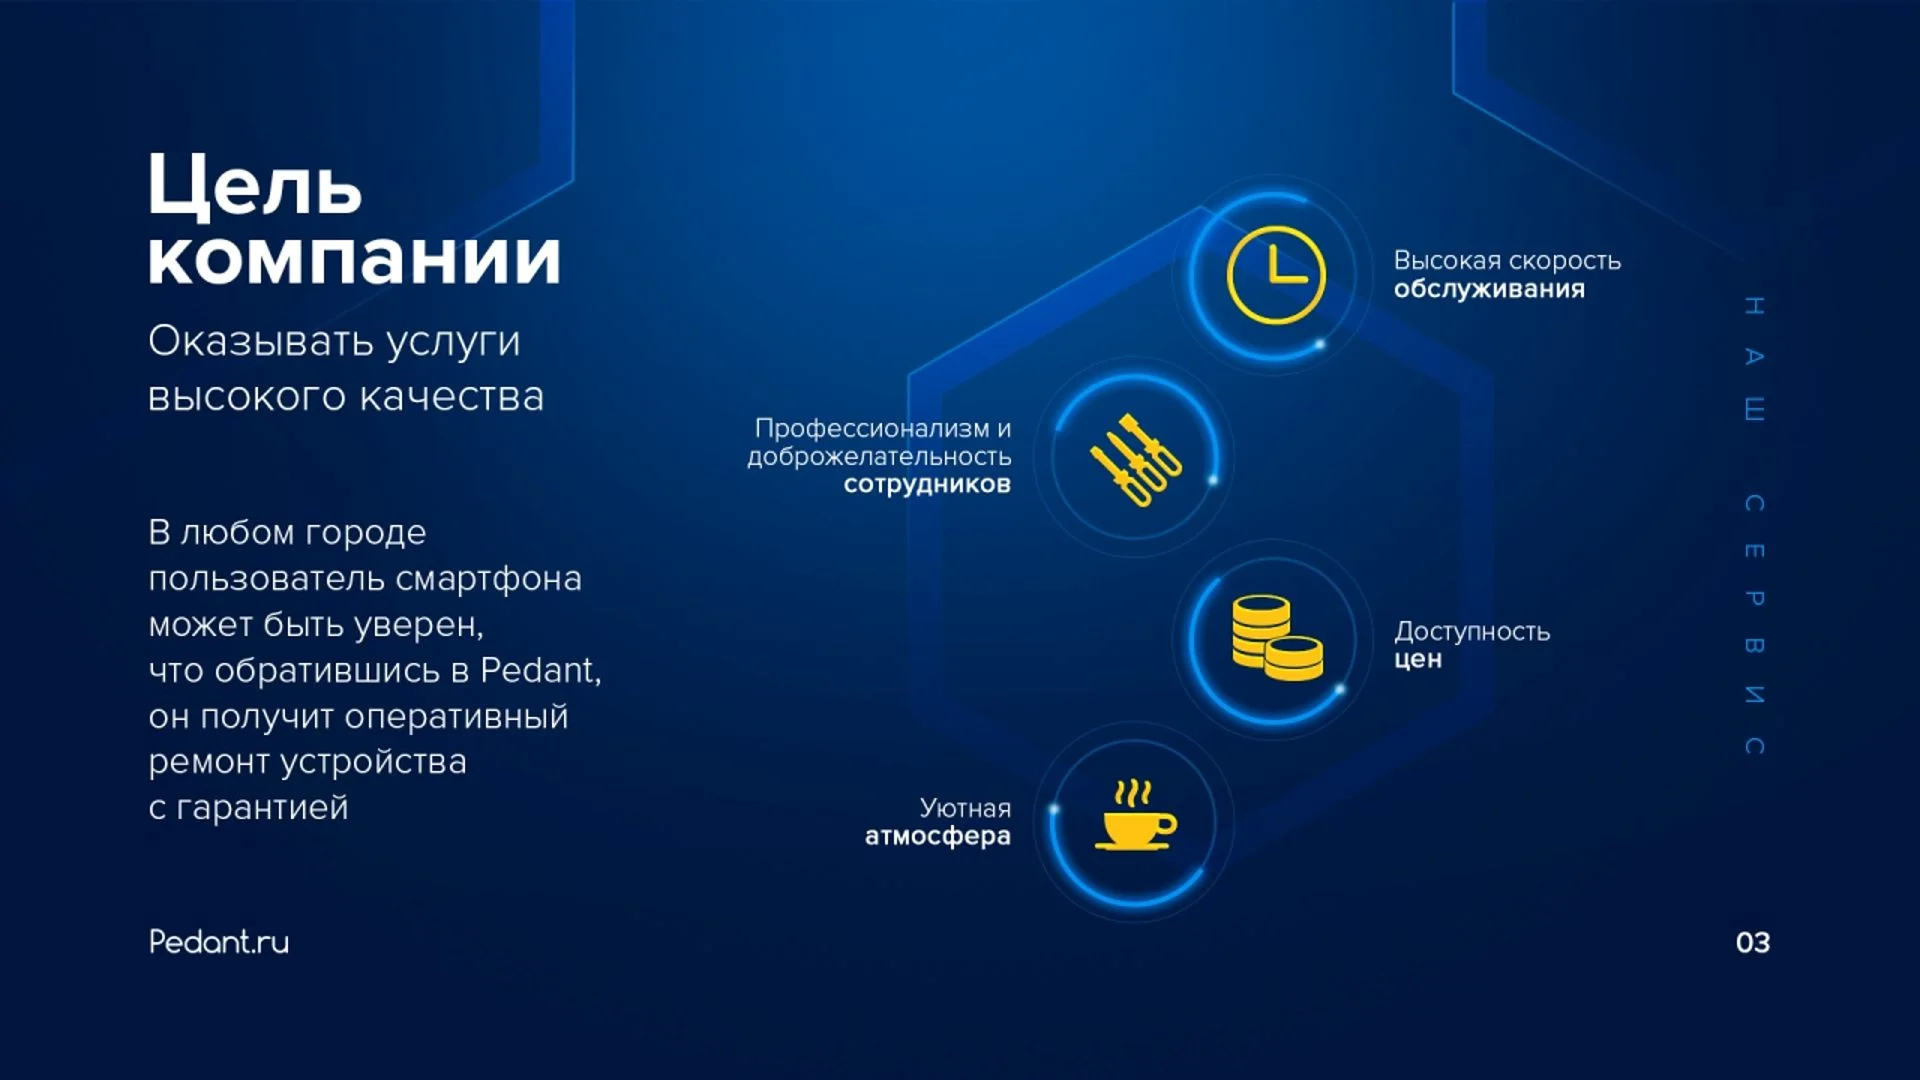 Цель
компании
Оказывать услуги
высокого качества
В любом городе
пользователь смартфона
может быть уверен,
что обратившись в Pedant,
он получит оперативный
ремонт устройства
с гарантией
Высокая скорость
обслуживания
Профессионализм и
доброжелательность
сотрудников
Доступность
цен
Уютная
атмосфера
НАШ СЕРВИС
Pedant.ru
03